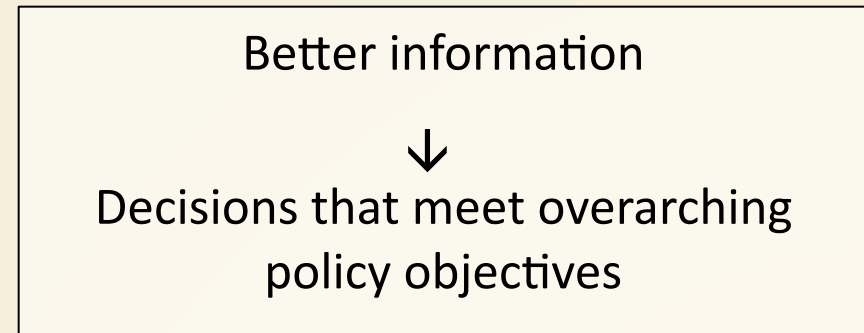 Better information
↓
Decisions that meet overarching
policy objectives